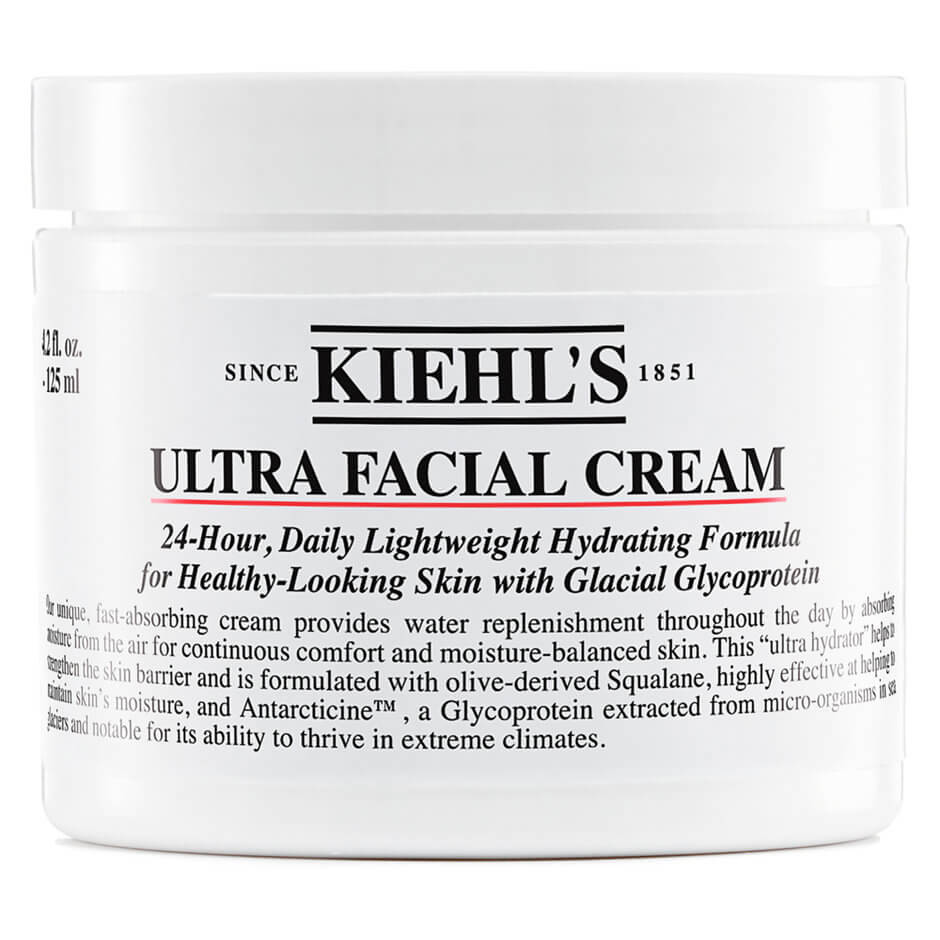 4.2 fl. oz.
- 125 ml
SINCE KIEHL'S 1851
ULTRA FACIAL CREAM
24-Hour, Daily Lightweight Hydrating Formula
for Healthy-Looking Skin with Glacial Glycoprotein
Our unique, fast-absorbing cream provides water replenishment throughout the day by absorbing
moisture from the air for continuous comfort and moisture-balanced skin. This “ultra hydrator” helps to
strengthen the skin barrier and is formulated with olive-derived Squalane, highly effective at helping to
maintain skin's moisture, and Antarcticine™ , a Glycoprotein extracted from micro-organisms in sea
glaciers and notable for its ability to thrive in extreme climates.